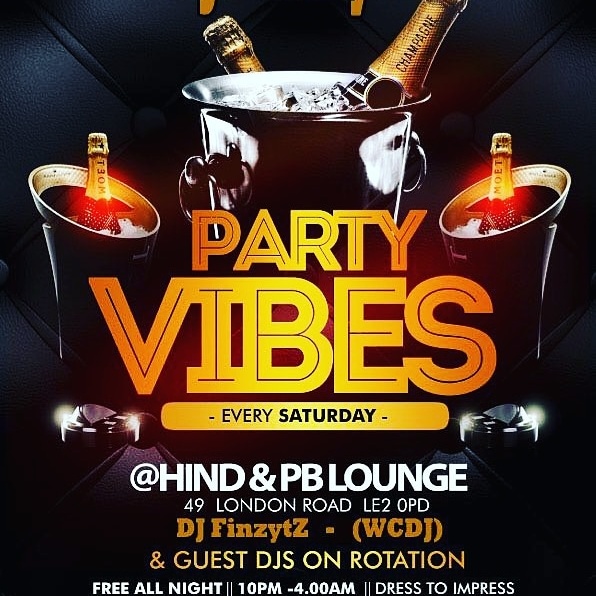 CHAMPAGNE
MOET
MOET
PARTY
VIBES
- EVERY SATURDAY -
@HIND & PB LOUNGE
49 LONDON ROAD LE2 0PD
DJ FinzytZ - (WCDJ)
& GUEST DJS ON ROTATION
FREE ALL NIGHT || 10PM -4.00AM || DRESS TO IMPRESS